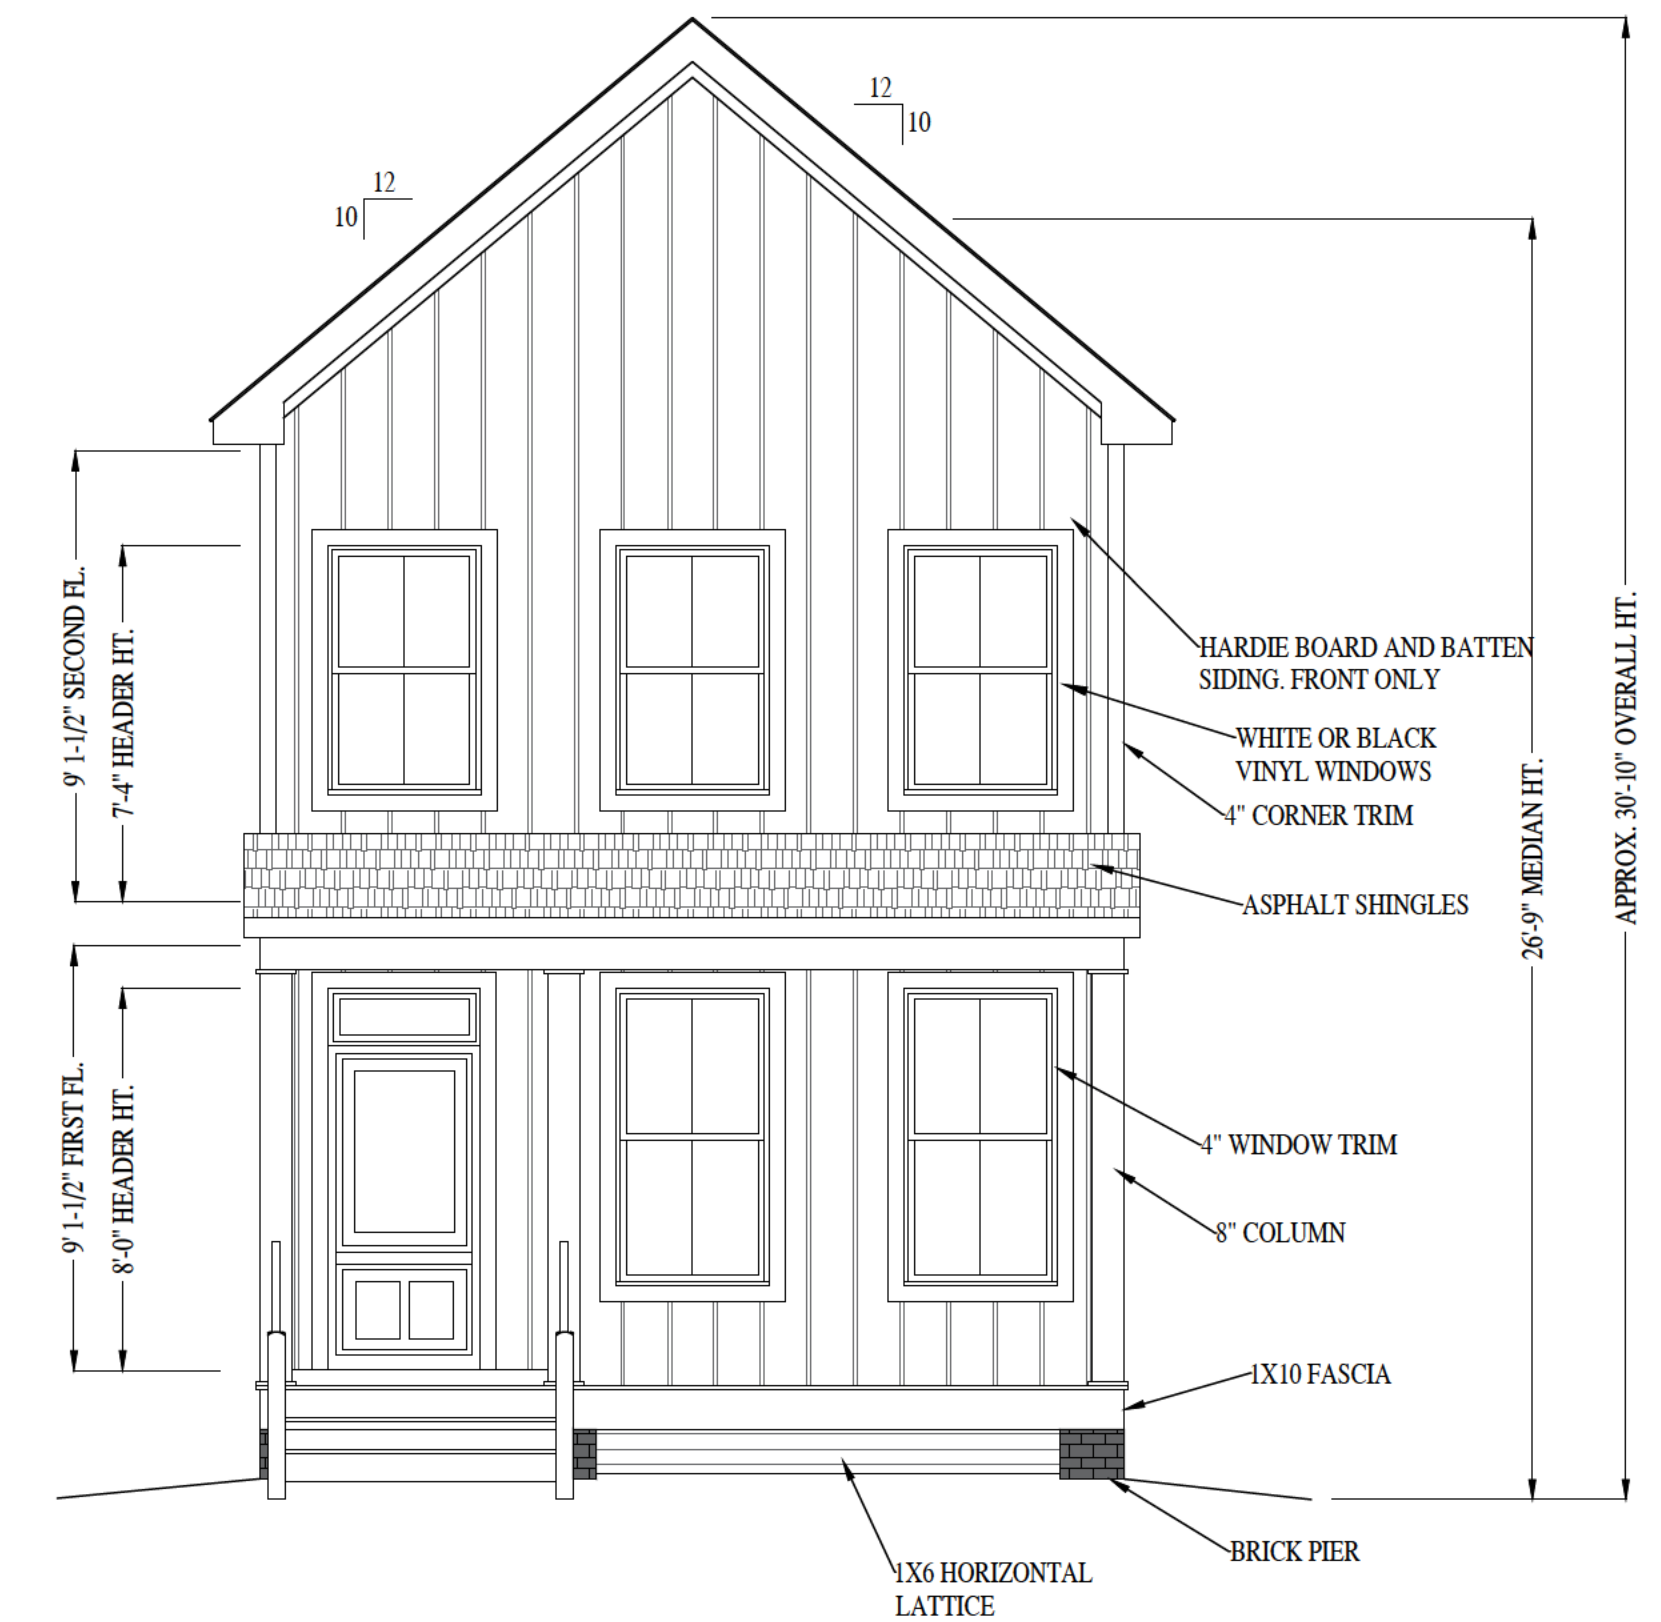 12
10
12
10
9' 1-1/2" SECOND FL.
7'-4" HEADER HT.
HARDIE BOARD AND BATTEN
SIDING. FRONT ONLY
WHITE OR BLACK
VINYL WINDOWS
4" CORNER TRIM
ASPHALT SHINGLES
26'-9" MEDIAN HT.
APPROX. 30'-10" OVERALL HT.
9' 1-1/2" FIRST FL.
8'-0" HEADER HT.
4" WINDOW TRIM
8" COLUMN
1X10 FASCIA
BRICK PIER
1X6 HORIZONTAL
LATTICE